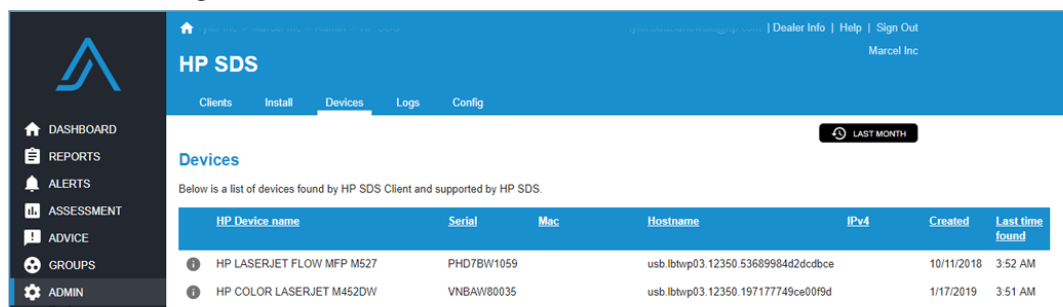 | Dealer Info | Help | Sign Out
Marcel Inc
HP SDS
Clients Install Devices Logs Config
DASHBOARD
REPORTS
ALERTS
ASSESSMENT
ADVICE
GROUPS
ADMIN
LAST MONTH
Devices
Below is a list of devices found by HP SDS Client and supported by HP SDS.
HP Device name Serial Mac Hostname IPv4 Created Last time
found
HP LASERJET FLOW MFP M527 PHD7BW1059 usb.lbtwp03.12350.53689984d2dcdbce 10/11/2018 3:52 AM
HP COLOR LASERJET M452DW VNBAW80035 usb.lbtwp03.12350.197177749ce00f9d 1/17/2019 3:51 AM